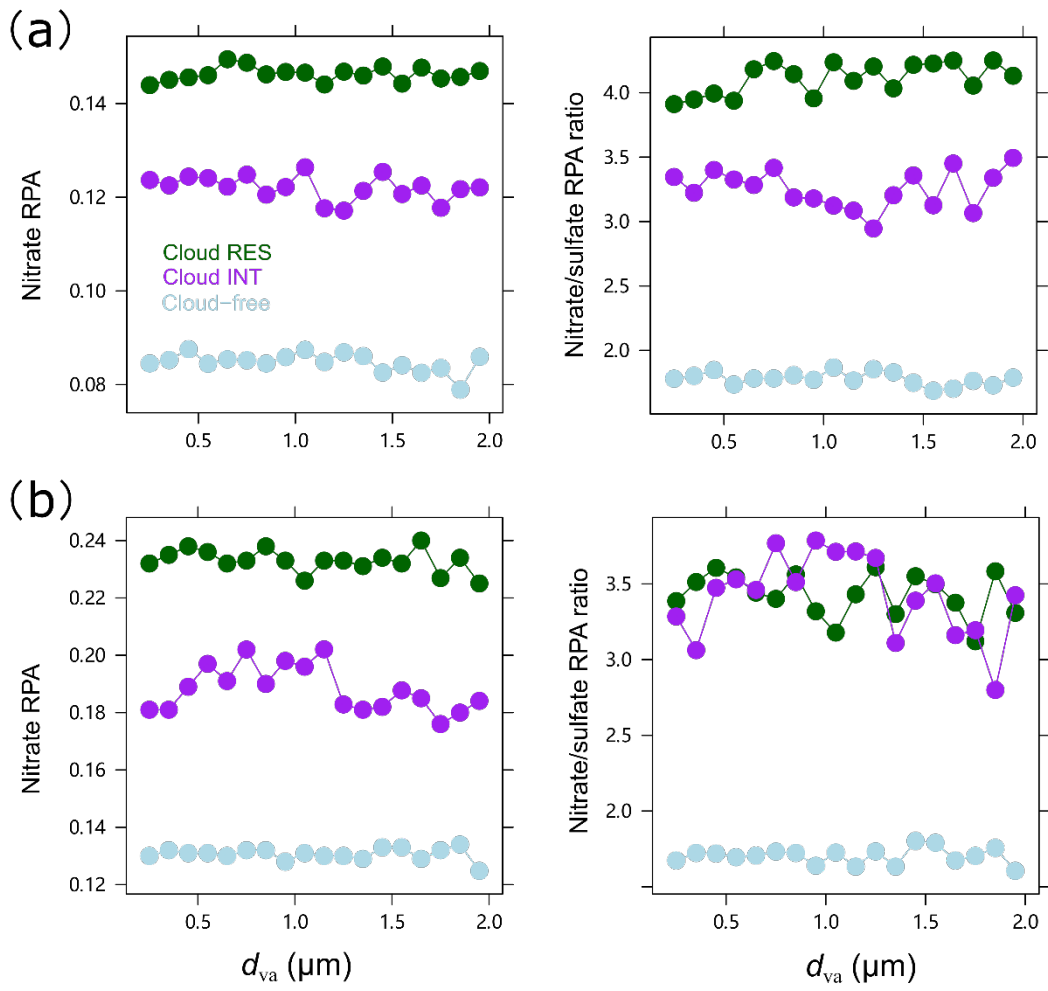 (a)
Nitrate RPA
0.14
0.12
0.10
0.08
Cloud RES
Cloud INT
Cloud−free
0.5 1.0 1.5 2.0
Nitrate/sulfate RPA ratio
4.0
3.5
3.0
2.5
2.0
0.5 1.0 1.5 2.0
(b)
Nitrate RPA
0.24
0.22
0.20
0.18
0.16
0.14
0.12
0.5 1.0 1.5 2.0
dva (μm)
Nitrate/sulfate RPA ratio
3.5
3.0
2.5
2.0
0.5 1.0 1.5 2.0
dva (μm)